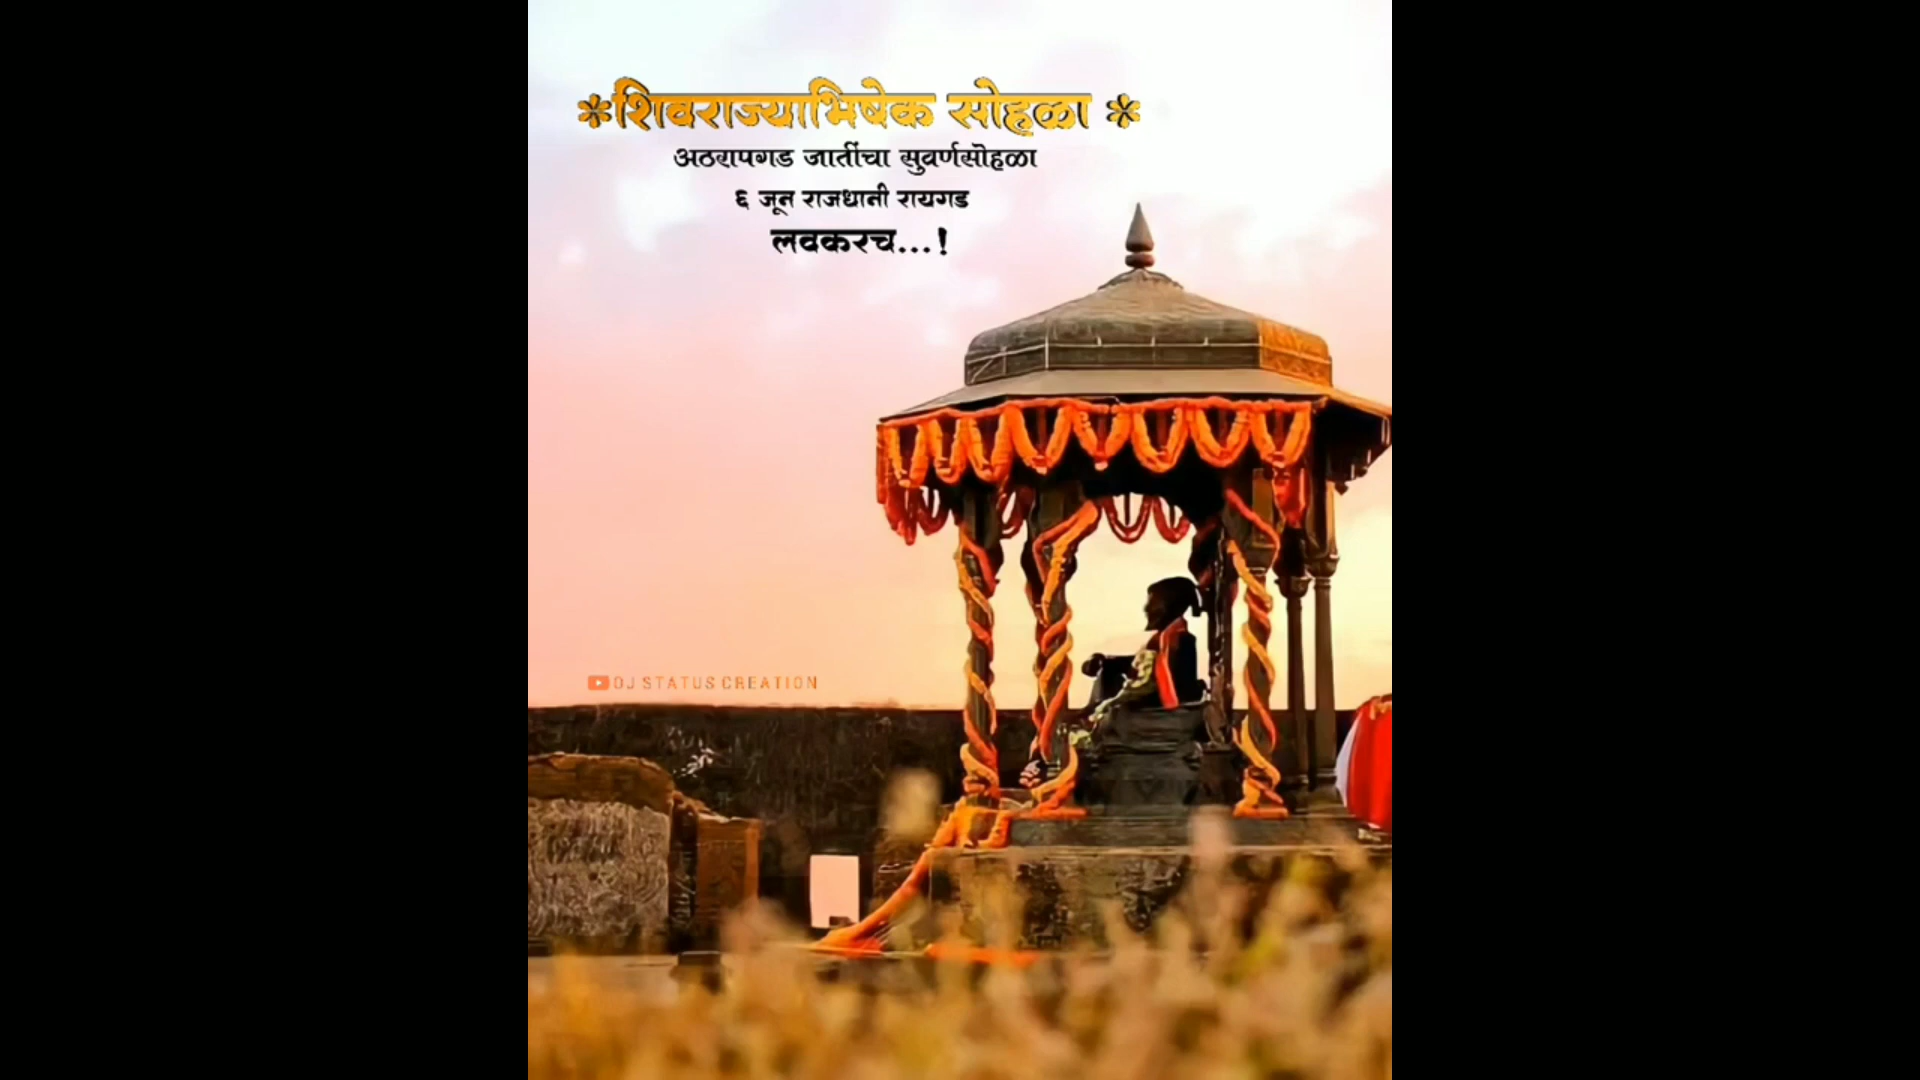 *शिवराज्याभिषेक सोहळा *
अठरापगड जातींचा सुवर्णसोहळा
६ जून राजधानी रायगड
लवकरच...!
DJ STATUS CREATION